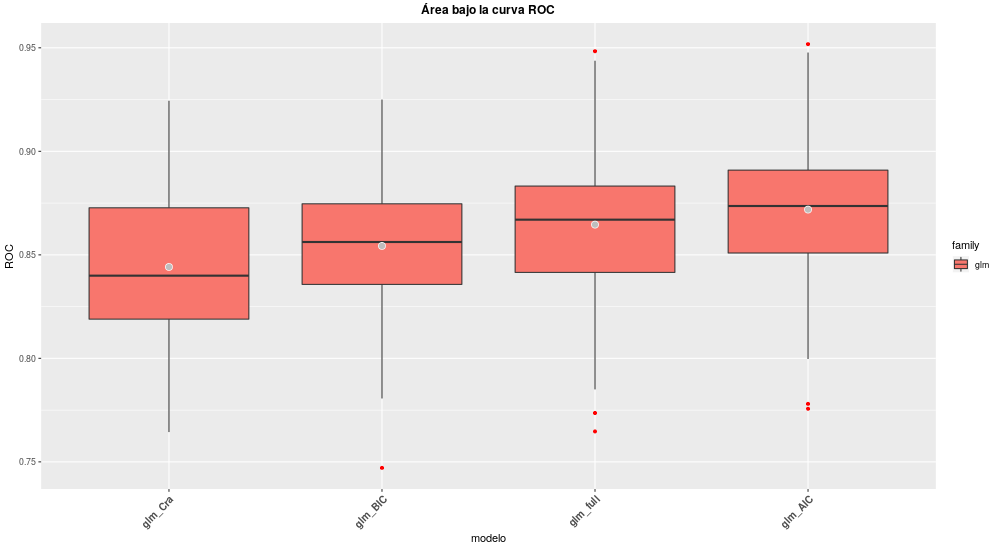 Área bajo la curva ROC
ROC
0.95
0.90
0.85
0.80
0.75
glm_Cra
glm_BIC
glm_full
glm_AIC
modelo
family
glm